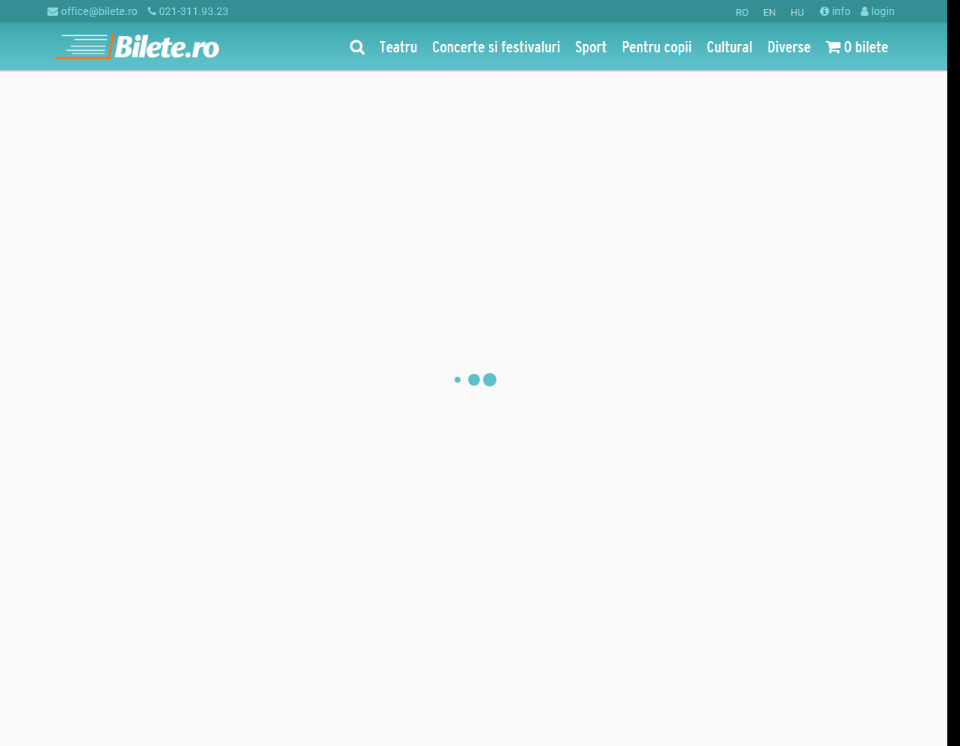 office@bilete.ro 021-311.93.23 RO EN HU info login
Bilete.ro Teatru Concerte si festivaluri Sport Pentru copii Cultural Diverse 0 bilete